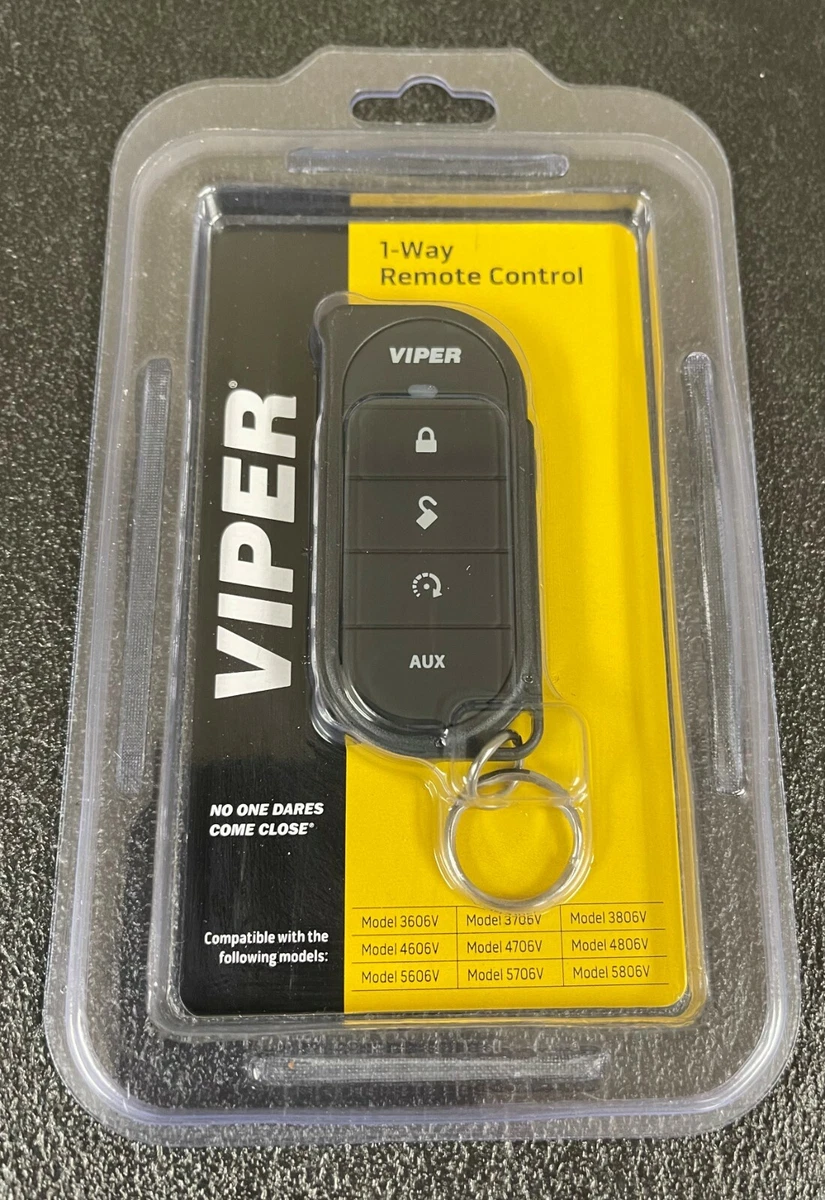 1-Way
Remote Control
VIPER
AUX
VIPER®
NO ONE DARES
COME CLOSE®
Compatible with the
following models:
Model 3606V Model 3706V Model 3806V
Model 4606V Model 4706V Model 4806V
Model 5606V Model 5706V Model 5806V